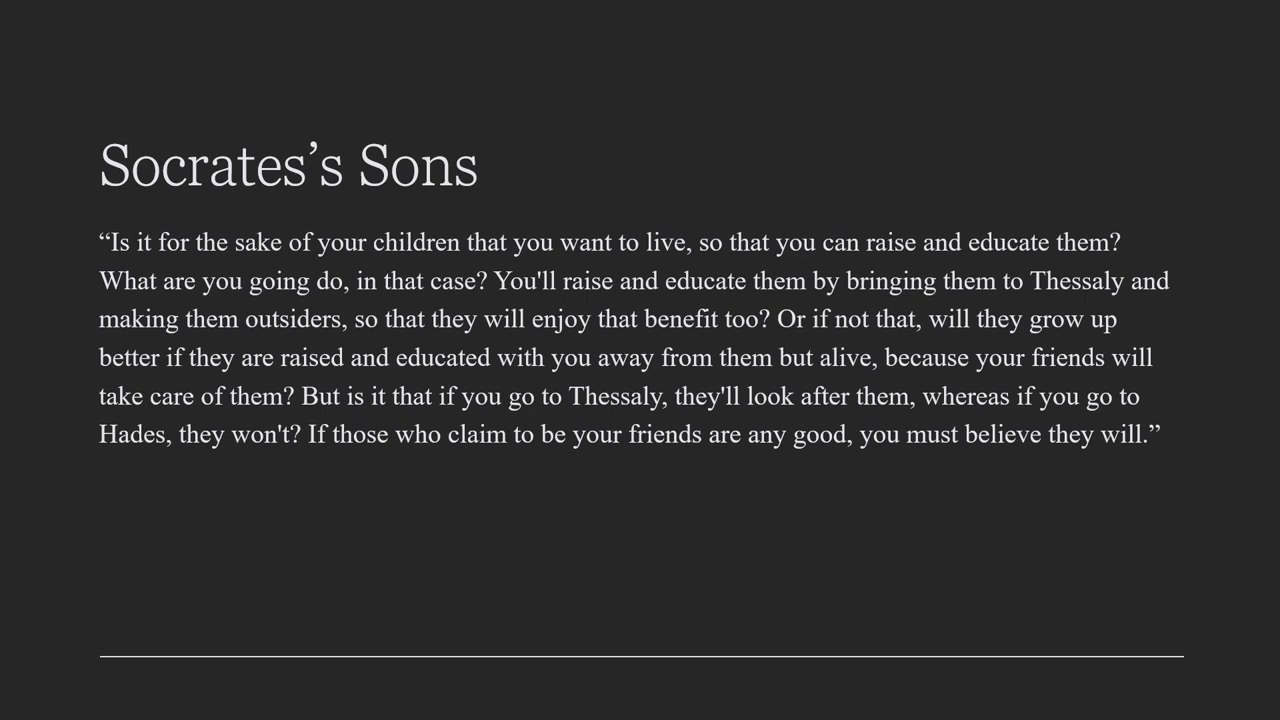 Socrates’s Sons
“Is it for the sake of your children that you want to live, so that you can raise and educate them?
What are you going do, in that case? You'll raise and educate them by bringing them to Thessaly and
making them outsiders, so that they will enjoy that benefit too? Or if not that, will they grow up
better if they are raised and educated with you away from them but alive, because your friends will
take care of them? But is it that if you go to Thessaly, they'll look after them, whereas if you go to
Hades, they won't? If those who claim to be your friends are any good, you must believe they will.”